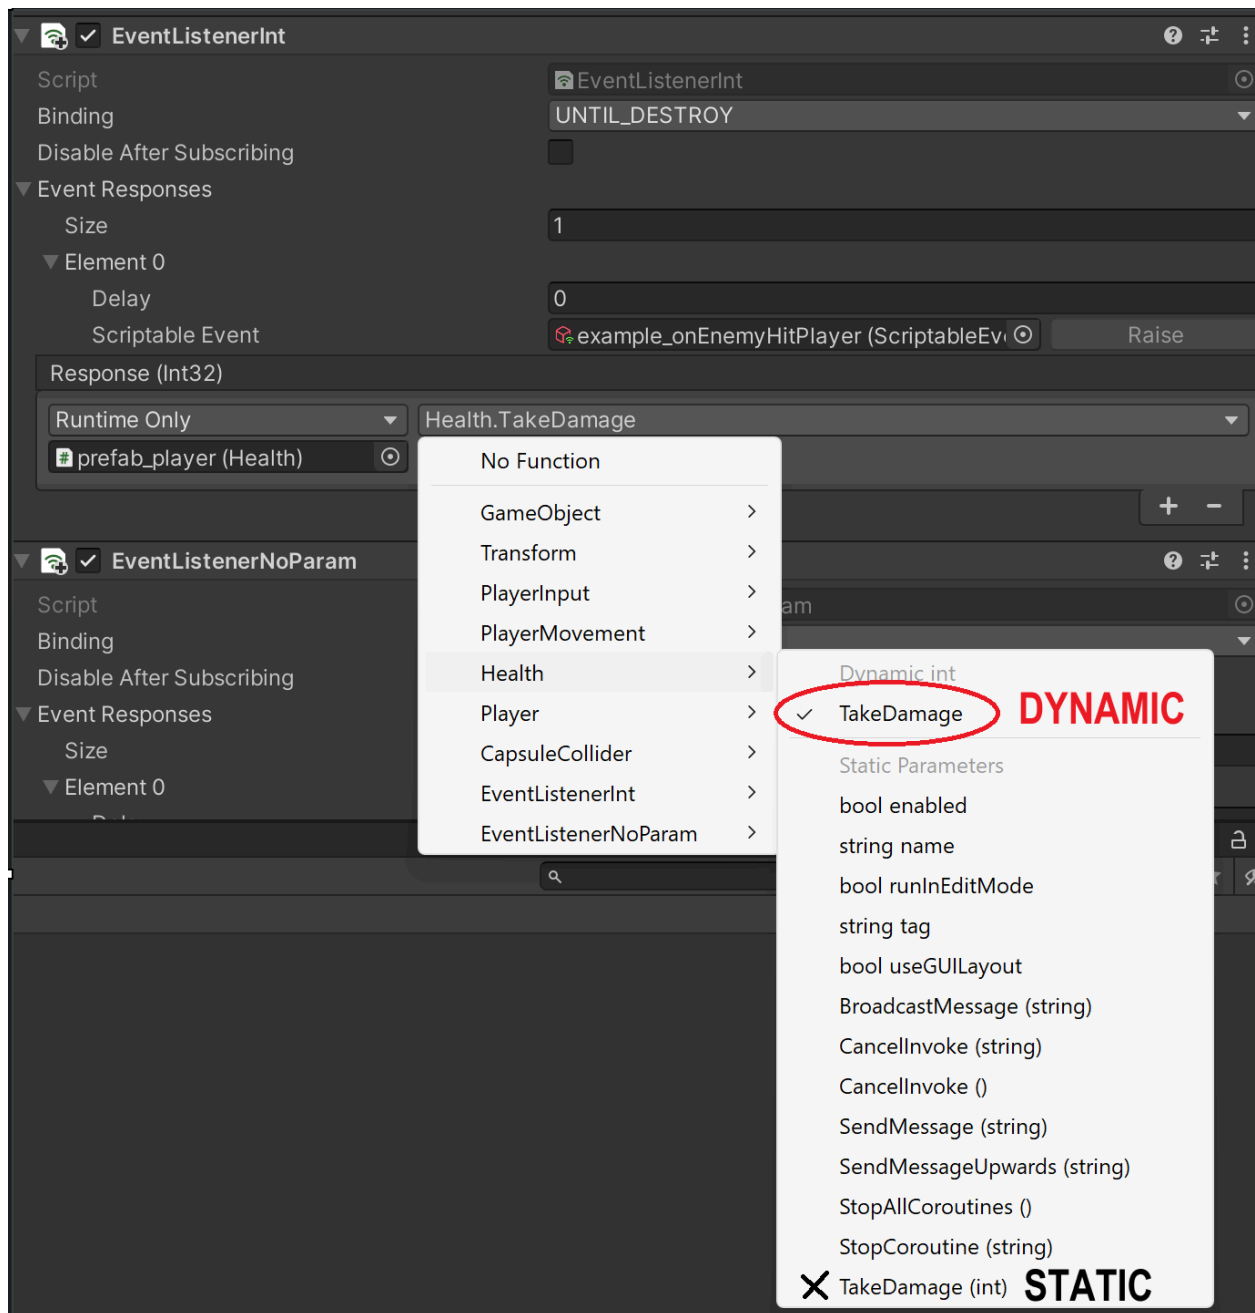 EventListenerInt
Script EventListenerInt
Binding UNTIL_DESTROY
Disable After Subscribing
Event Responses
Size 1
Element 0
Delay 0
Scriptable Event example_onEnemyHitPlayer (ScriptableEv Raise
Response (Int32)
Runtime Only Health.TakeDamage
prefab_player (Health)
No Function
GameObject
Transform
PlayerInput
PlayerMovement
Health
Player
CapsuleCollider
EventListenerInt
EventListenerNoParam
EventListenerNoParam
Script am
Binding
Disable After Subscribing
Event Responses
Size
Element 0
Dynamic int
TakeDamage DYNAMIC
Static Parameters
bool enabled
string name
bool runInEditMode
string tag
bool useGUILayout
BroadcastMessage (string)
CancelInvoke (string)
CancelInvoke ()
SendMessage (string)
SendMessageUpwards (string)
StopAllCoroutines ()
StopCoroutine (string)
TakeDamage (int) STATIC